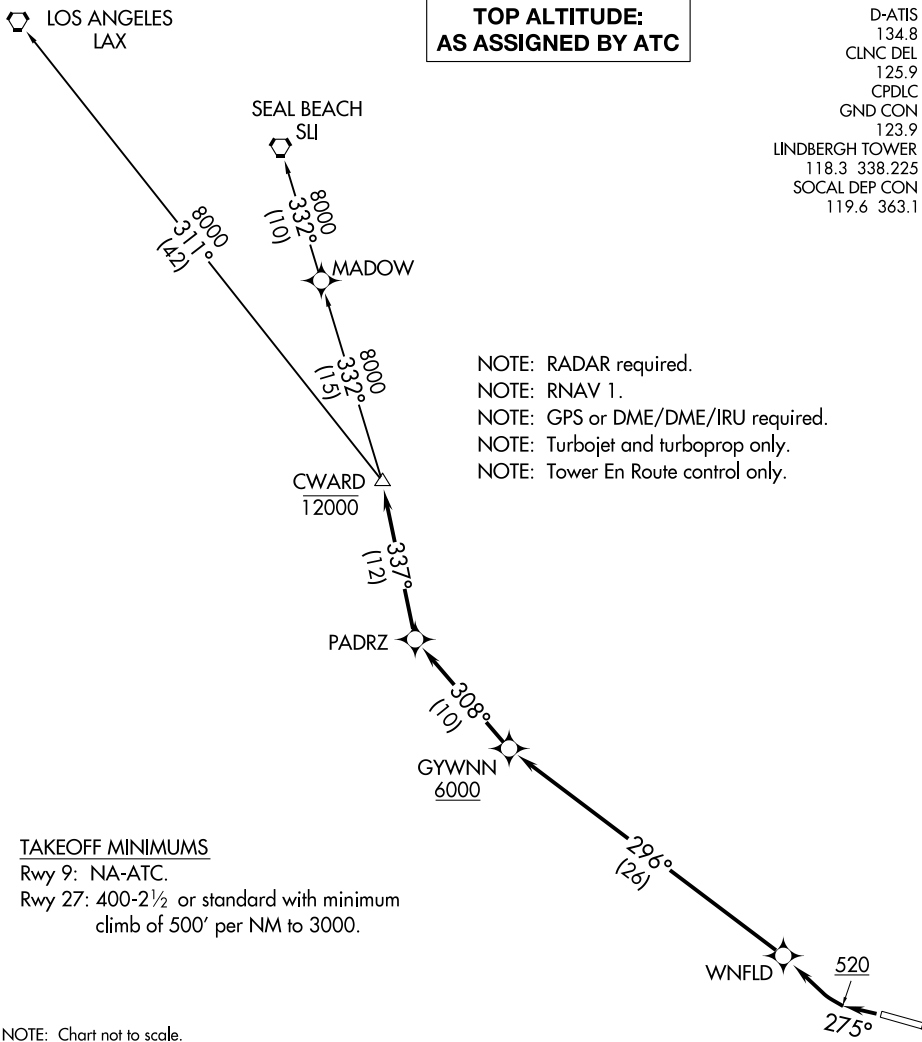 LOS ANGELES
LAX
TOP ALTITUDE:
AS ASSIGNED BY ATC
D-ATIS
134.8
CLNC DEL
125.9
CPDLC
GND CON
123.9
LINDBERGH TOWER
118.3 338.225
SOCAL DEP CON
119.6 363.1
SEAL BEACH
SLI
8000
332°
(10)
8000
311°
(42)
MADOW
8000
332°
(15)
NOTE: RADAR required.
NOTE: RNAV 1.
NOTE: GPS or DME/DME/IRU required.
NOTE: Turbojet and turboprop only.
NOTE: Tower En Route control only.
CWARD
12000
337°
(12)
PADRZ
308°
(10)
GYWNN
6000
296°
(26)
TAKEOFF MINIMUMS
Rwy 9: NA-ATC.
Rwy 27: 400-2½ or standard with minimum
climb of 500' per NM to 3000.
WNFLD
520
275°
NOTE: Chart not to scale.